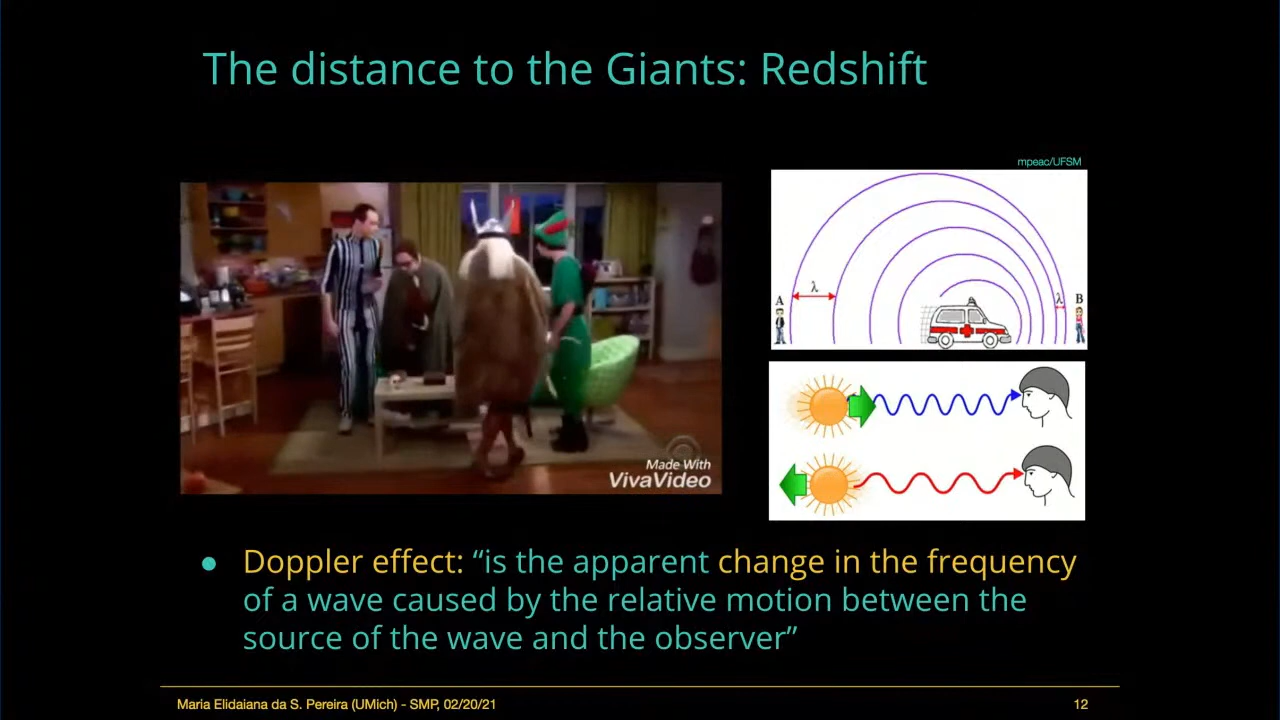 The distance to the Giants: Redshift
mpeac/UFSM
λ
A
λ
B
Made With
VivaVideo
● Doppler effect: “is the apparent change in the frequency
of a wave caused by the relative motion between the
source of the wave and the observer”
Maria Elidaiana da S. Pereira (UMich) - SMP, 02/20/21
12